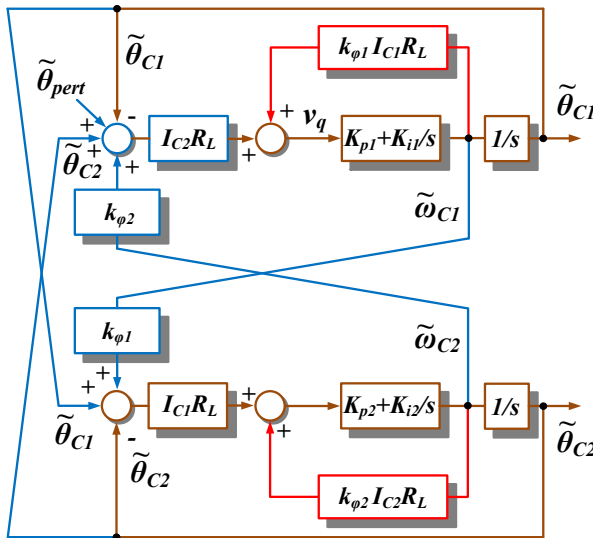 k_φ1 I_C1 R_L
θ̃_C1
θ̃_pert
-
+
v_q
θ̃_C1
+
+
I_C2 R_L
+
K_p1+K_i1/s
1/s
θ̃_C2
+
k_φ2
ω̃_C1
k_φ1
ω̃_C2
+
+
I_C1 R_L
+
K_p2+K_i2/s
1/s
θ̃_C1
-
+
θ̃_C2
θ̃_C2
k_φ2 I_C2 R_L